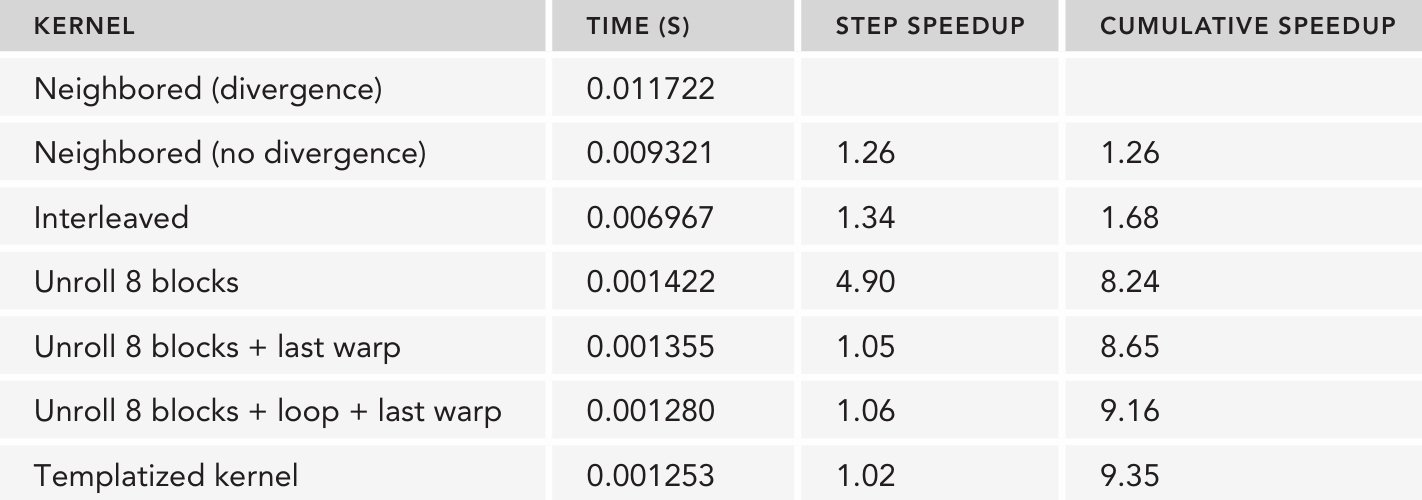 KERNEL TIME (S) STEP SPEEDUP CUMULATIVE SPEEDUP
Neighbored (divergence) 0.011722
Neighbored (no divergence) 0.009321 1.26 1.26
Interleaved 0.006967 1.34 1.68
Unroll 8 blocks 0.001422 4.90 8.24
Unroll 8 blocks + last warp 0.001355 1.05 8.65
Unroll 8 blocks + loop + last warp 0.001280 1.06 9.16
Templatized kernel 0.001253 1.02 9.35